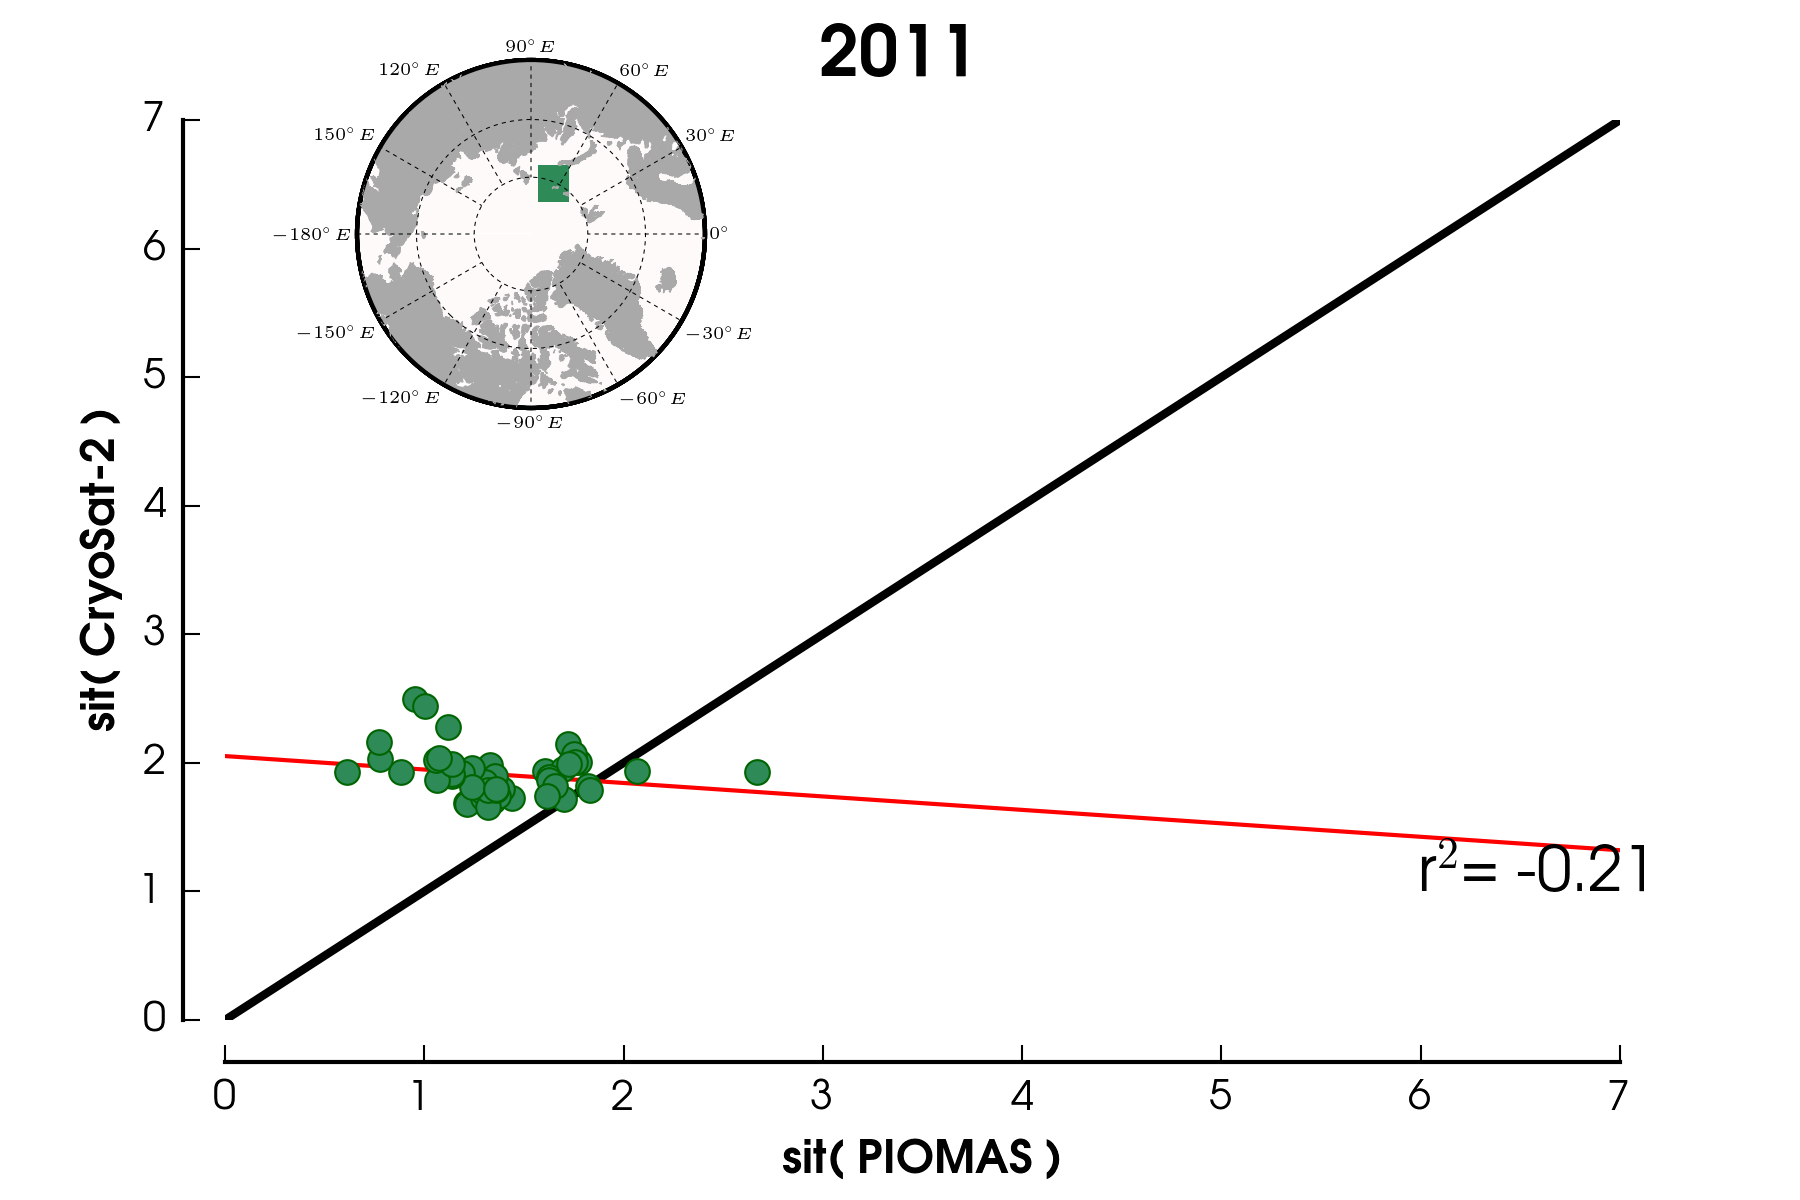 2011
90° E
120° E
60° E
150° E
30° E
−180° E
0°
−150° E
−30° E
−120° E
−60° E
−90° E
7
6
5
4
3
2
1
0
sit( CryoSat-2 )
r²= -0.21
0 1 2 3 4 5 6 7
sit( PIOMAS )